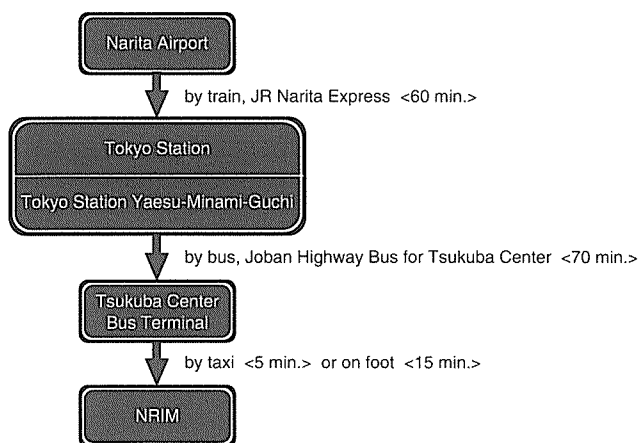 Narita Airport
by train, JR Narita Express <60 min.>
Tokyo Station
Tokyo Station Yaesu-Minami-Guchi
by bus, Joban Highway Bus for Tsukuba Center <70 min.>
Tsukuba Center
Bus Terminal
by taxi <5 min.> or on foot <15 min.>
NRIM